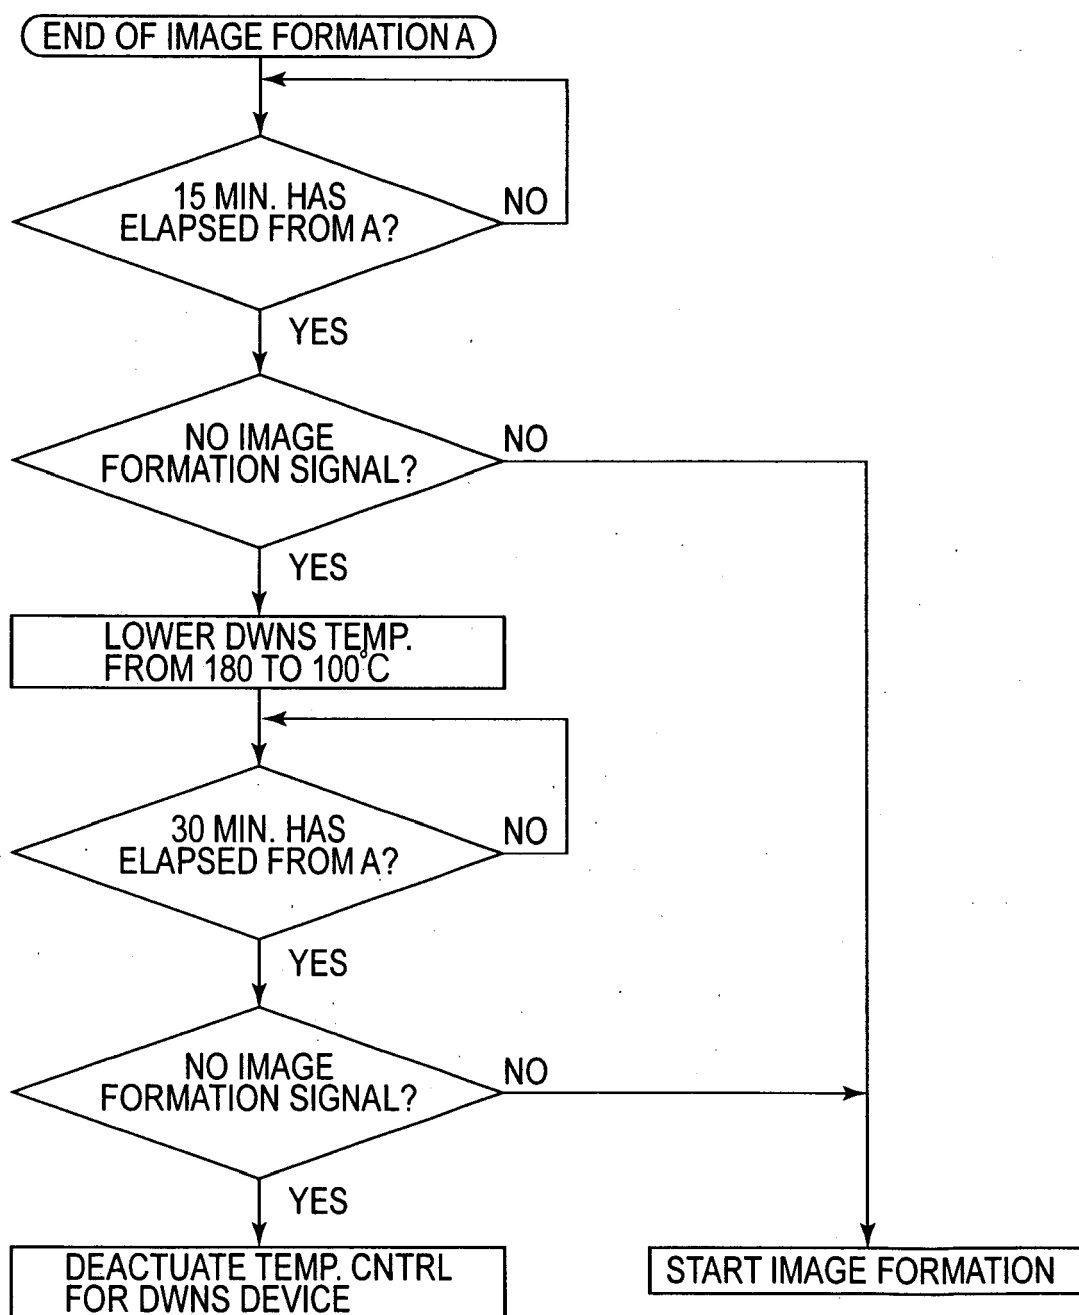 END OF IMAGE FORMATION A
15 MIN. HAS
ELAPSED FROM A?
NO
YES
NO IMAGE
FORMATION SIGNAL?
NO
YES
LOWER DWNS TEMP.
FROM 180 TO 100°C
30 MIN. HAS
ELAPSED FROM A?
NO
YES
NO IMAGE
FORMATION SIGNAL?
NO
YES
DEACTUATE TEMP. CNTRL
FOR DWNS DEVICE
START IMAGE FORMATION